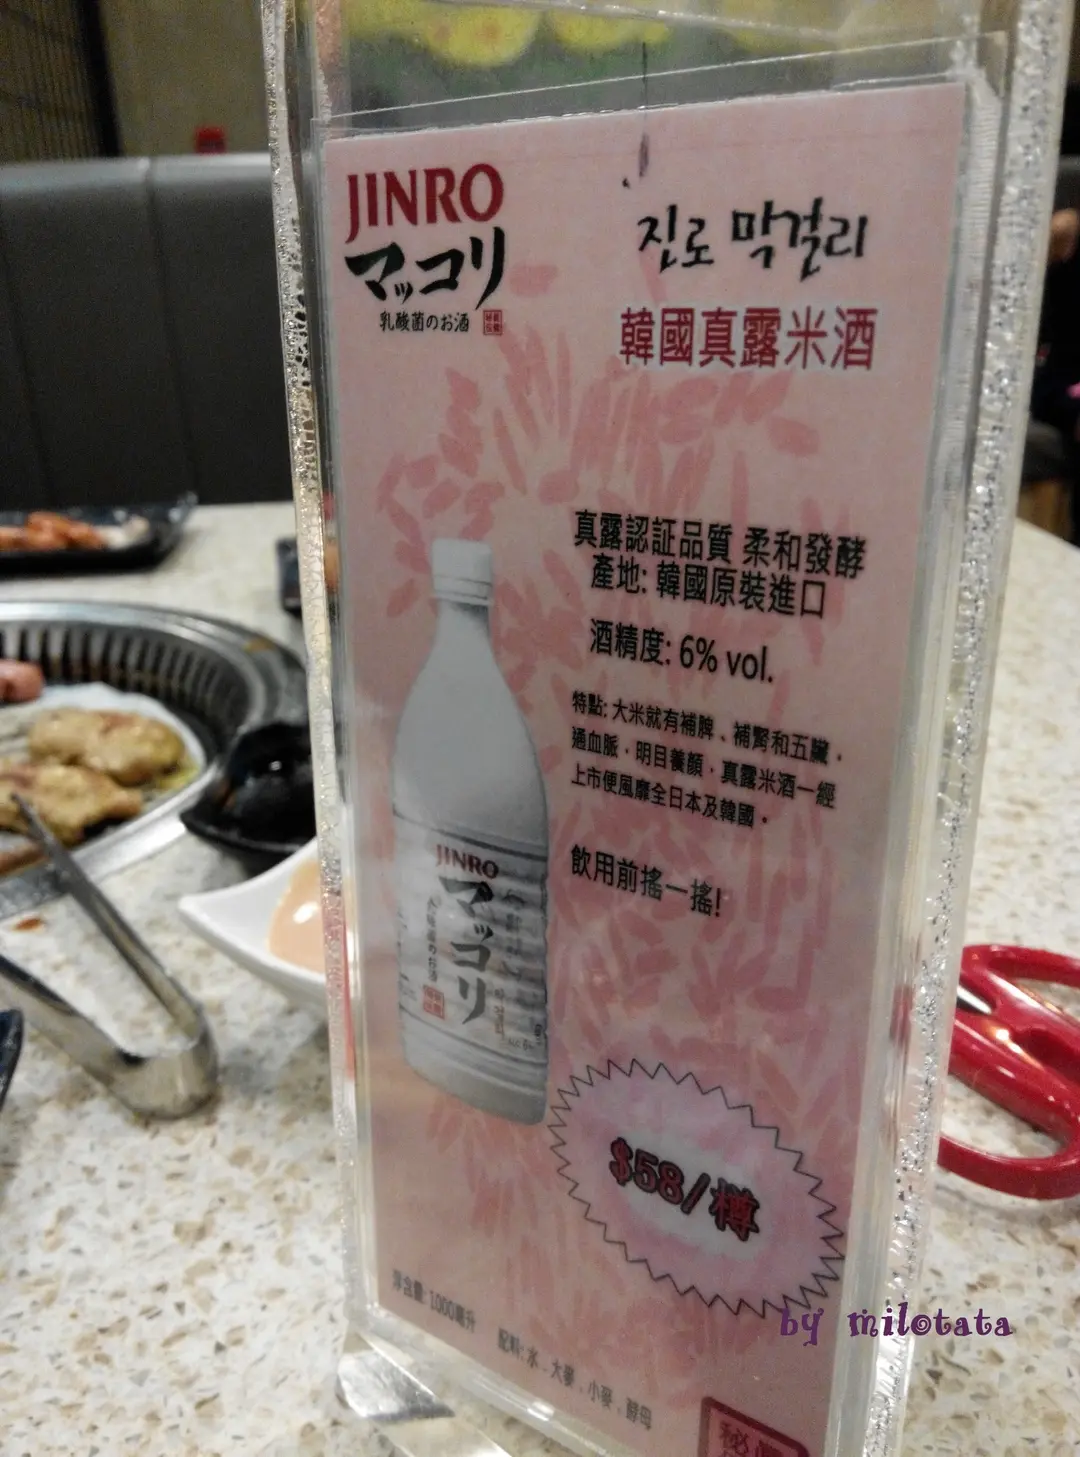 JINRO
マッコリ
乳酸菌のお酒
진로 막걸리
韓國真露米酒
真露認証品質 柔和發酵
產地: 韓國原裝進口
酒精度: 6% vol.
特點: 大米就有補脾、補腎和五臟，
通血脈，明目養顏，真露米酒一經
上市便風靡全日本及韓國。
飲用前搖一搖!
JINRO
マッコリ
乳酸菌のお酒
$58/樽
淨含量: 1000毫升
配料: 水，大麥，小麥，酵母
by milotata